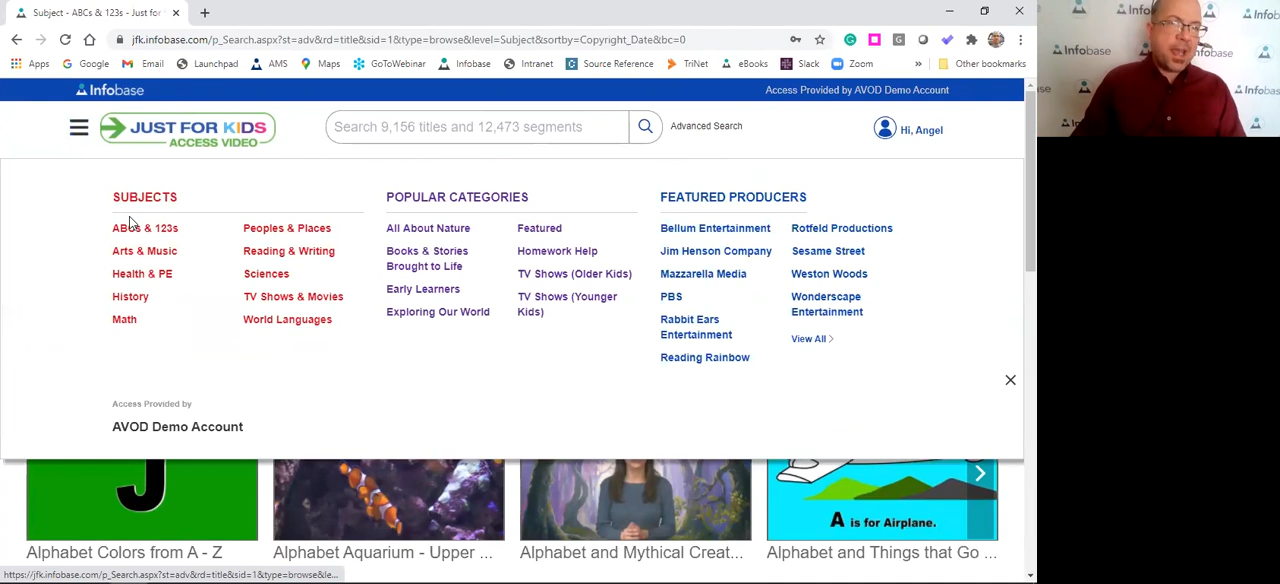 Subject - ABCs & 123s - Just for
jfk.infobase.com/p_Search.aspx?st=adv&rd=title&sid=1&type=browse&level=Subject&sortby=Copyright_Date&bc=0
Apps Google Email Launchpad AMS Maps GoToWebinar Infobase Intranet Source Reference TriNet eBooks Slack Zoom » Other bookmarks
Infobase
Access Provided by AVOD Demo Account
JUST FOR KIDS
ACCESS VIDEO
Search 9,156 titles and 12,473 segments
Advanced Search
Hi, Angel
SUBJECTS
ABCs & 123s
Arts & Music
Health & PE
History
Math
Peoples & Places
Reading & Writing
Sciences
TV Shows & Movies
World Languages
POPULAR CATEGORIES
All About Nature
Books & Stories
Brought to Life
Early Learners
Exploring Our World
Featured
Homework Help
TV Shows (Older Kids)
TV Shows (Younger
Kids)
FEATURED PRODUCERS
Bellum Entertainment
Jim Henson Company
Mazzarella Media
PBS
Rabbit Ears
Entertainment
Reading Rainbow
Rotfeld Productions
Sesame Street
Weston Woods
Wonderscape
Entertainment
View All >
Access Provided by
AVOD Demo Account
J
A is for Airplane.
Alphabet Colors from A - Z
Alphabet Aquarium - Upper ...
Alphabet and Mythical Creat...
Alphabet and Things that Go ...
https://jfk.infobase.com/p_Search.aspx?st=adv&rd=title&sid=1&type=browse&le...
Infobase